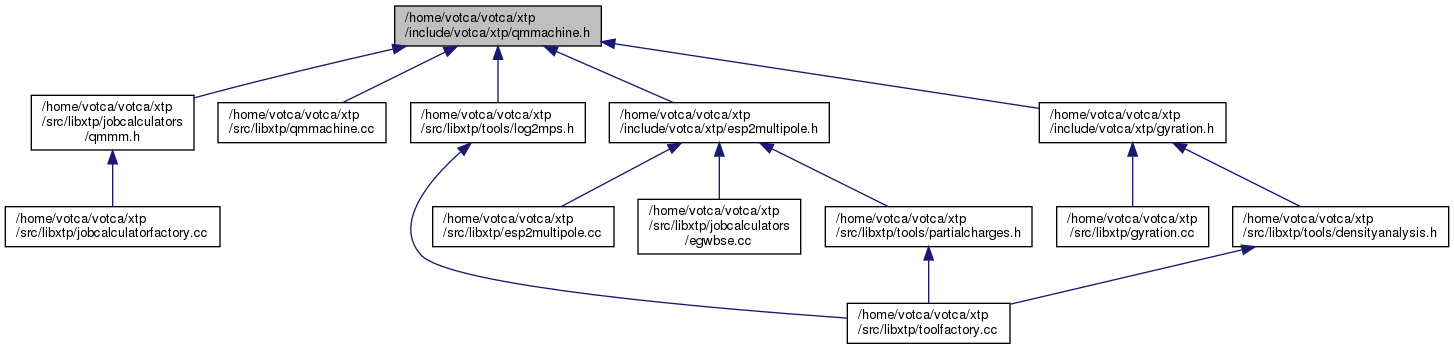 /home/votca/votca/xtp
/include/votca/xtp/qmmachine.h
/home/votca/votca/xtp
/src/libxtp/jobcalculators
/qmmm.h
/home/votca/votca/xtp
/src/libxtp/qmmachine.cc
/home/votca/votca/xtp
/src/libxtp/tools/log2mps.h
/home/votca/votca/xtp
/include/votca/xtp/esp2multipole.h
/home/votca/votca/xtp
/include/votca/xtp/gyration.h
/home/votca/votca/xtp
/src/libxtp/jobcalculatorfactory.cc
/home/votca/votca/xtp
/src/libxtp/esp2multipole.cc
/home/votca/votca/xtp
/src/libxtp/jobcalculators
/egwbse.cc
/home/votca/votca/xtp
/src/libxtp/tools/partialcharges.h
/home/votca/votca/xtp
/src/libxtp/gyration.cc
/home/votca/votca/xtp
/src/libxtp/tools/densityanalysis.h
/home/votca/votca/xtp
/src/libxtp/toolfactory.cc